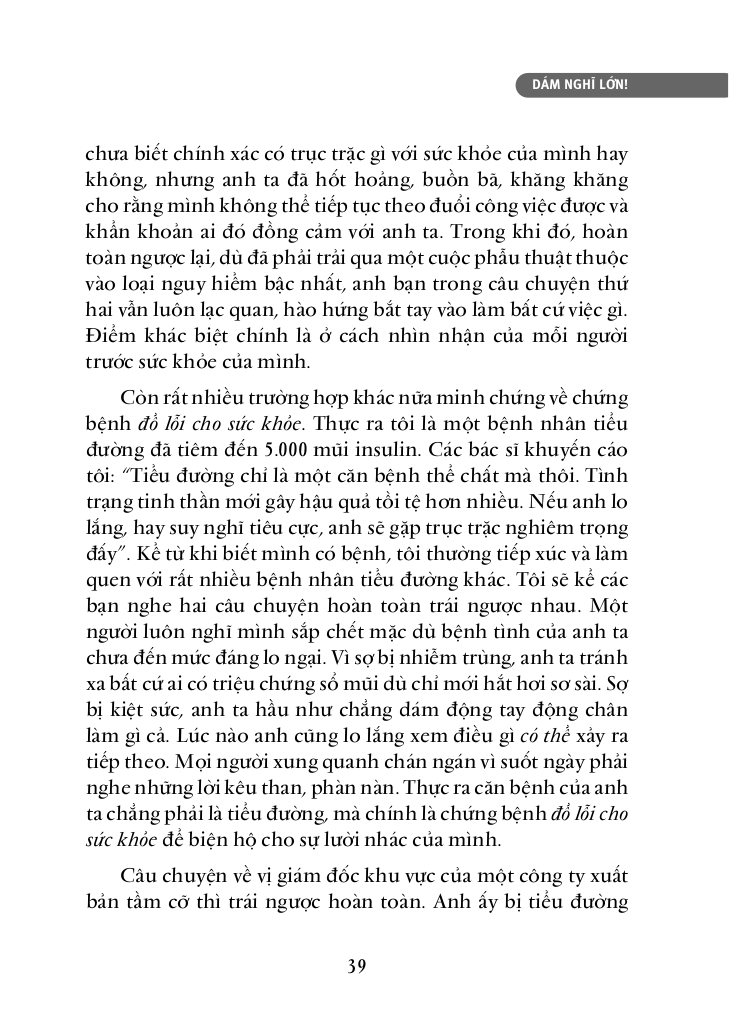 DÁM NGHĨ LỚN!
chưa biết chính xác có trục trặc gì với sức khỏe của mình hay
không, nhưng anh ta đã hốt hoảng, buồn bã, khăng khăng
cho rằng mình không thể tiếp tục theo đuổi công việc được và
khẩn khoản ai đó đồng cảm với anh ta. Trong khi đó, hoàn
toàn ngược lại, dù đã phải trải qua một cuộc phẫu thuật thuộc
vào loại nguy hiểm bậc nhất, anh bạn trong câu chuyện thứ
hai vẫn luôn lạc quan, hào hứng bắt tay vào làm bất cứ việc gì.
Điểm khác biệt chính là ở cách nhìn nhận của mỗi người
trước sức khỏe của mình.
Còn rất nhiều trường hợp khác nữa minh chứng về chứng
bệnh đổ lỗi cho sức khỏe. Thực ra tôi là một bệnh nhân tiểu
đường đã tiêm đến 5.000 mũi insulin. Các bác sĩ khuyến cáo
tôi: “Tiểu đường chỉ là một căn bệnh thể chất mà thôi. Tình
trạng tinh thần mới gây hậu quả tồi tệ hơn nhiều. Nếu anh lo
lắng, hay suy nghĩ tiêu cực, anh sẽ gặp trục trặc nghiêm trọng
đấy”. Kể từ khi biết mình có bệnh, tôi thường tiếp xúc và làm
quen với rất nhiều bệnh nhân tiểu đường khác. Tôi sẽ kể các
bạn nghe hai câu chuyện hoàn toàn trái ngược nhau. Một
người luôn nghĩ mình sắp chết mặc dù bệnh tình của anh ta
chưa đến mức đáng lo ngại. Vì sợ bị nhiễm trùng, anh ta tránh
xa bất cứ ai có triệu chứng sổ mũi dù chỉ mới hắt hơi sơ sài. Sợ
bị kiệt sức, anh ta hầu như chẳng dám động tay động chân
làm gì cả. Lúc nào anh cũng lo lắng xem điều gì có thể xảy ra
tiếp theo. Mọi người xung quanh chán ngán vì suốt ngày phải
nghe những lời kêu than, phàn nàn. Thực ra căn bệnh của anh
ta chẳng phải là tiểu đường, mà chính là chứng bệnh đổ lỗi cho
sức khỏe để biện hộ cho sự lười nhác của mình.
Câu chuyện về vị giám đốc khu vực của một công ty xuất
bản tầm cỡ thì trái ngược hoàn toàn. Anh ấy bị tiểu đường
39